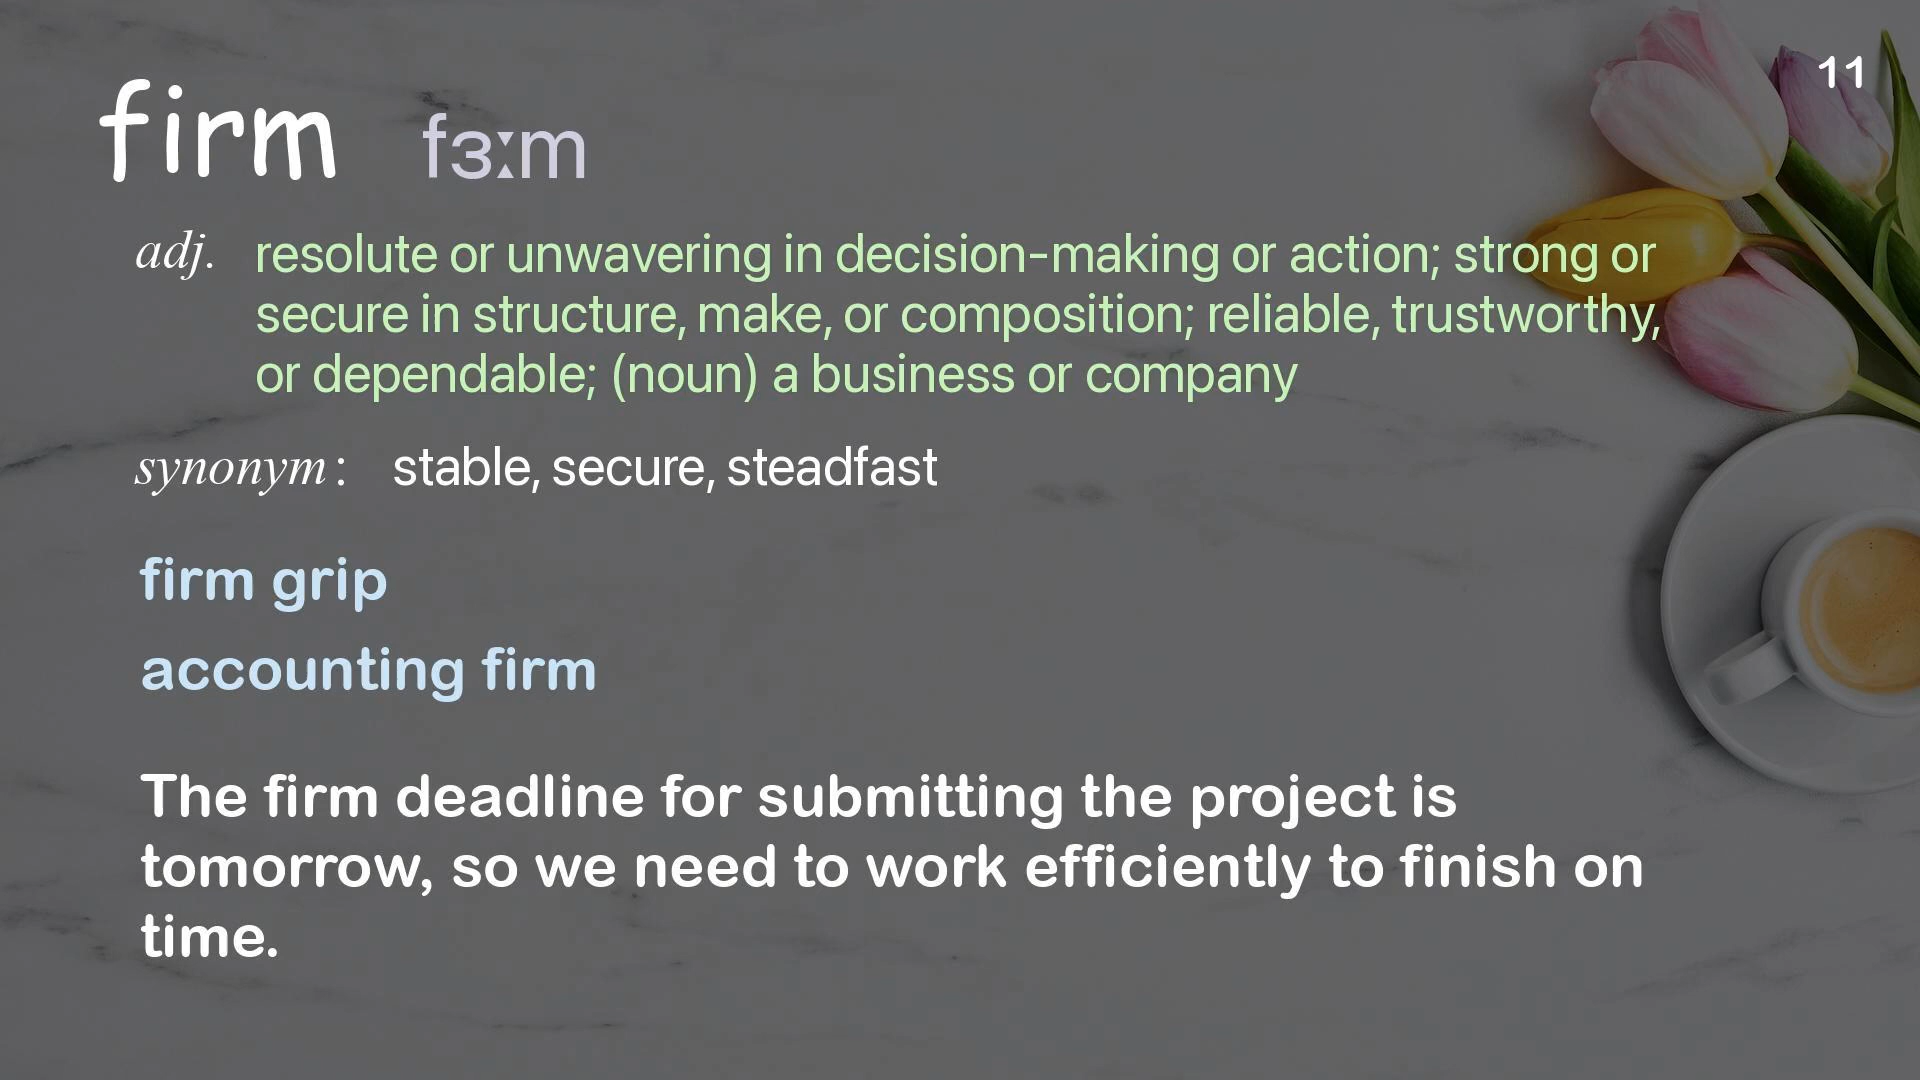 11
firm fɜːm
adj. resolute or unwavering in decision-making or action; strong or
secure in structure, make, or composition; reliable, trustworthy,
or dependable; (noun) a business or company
synonym: stable, secure, steadfast
firm grip
accounting firm
The firm deadline for submitting the project is
tomorrow, so we need to work efficiently to finish on
time.